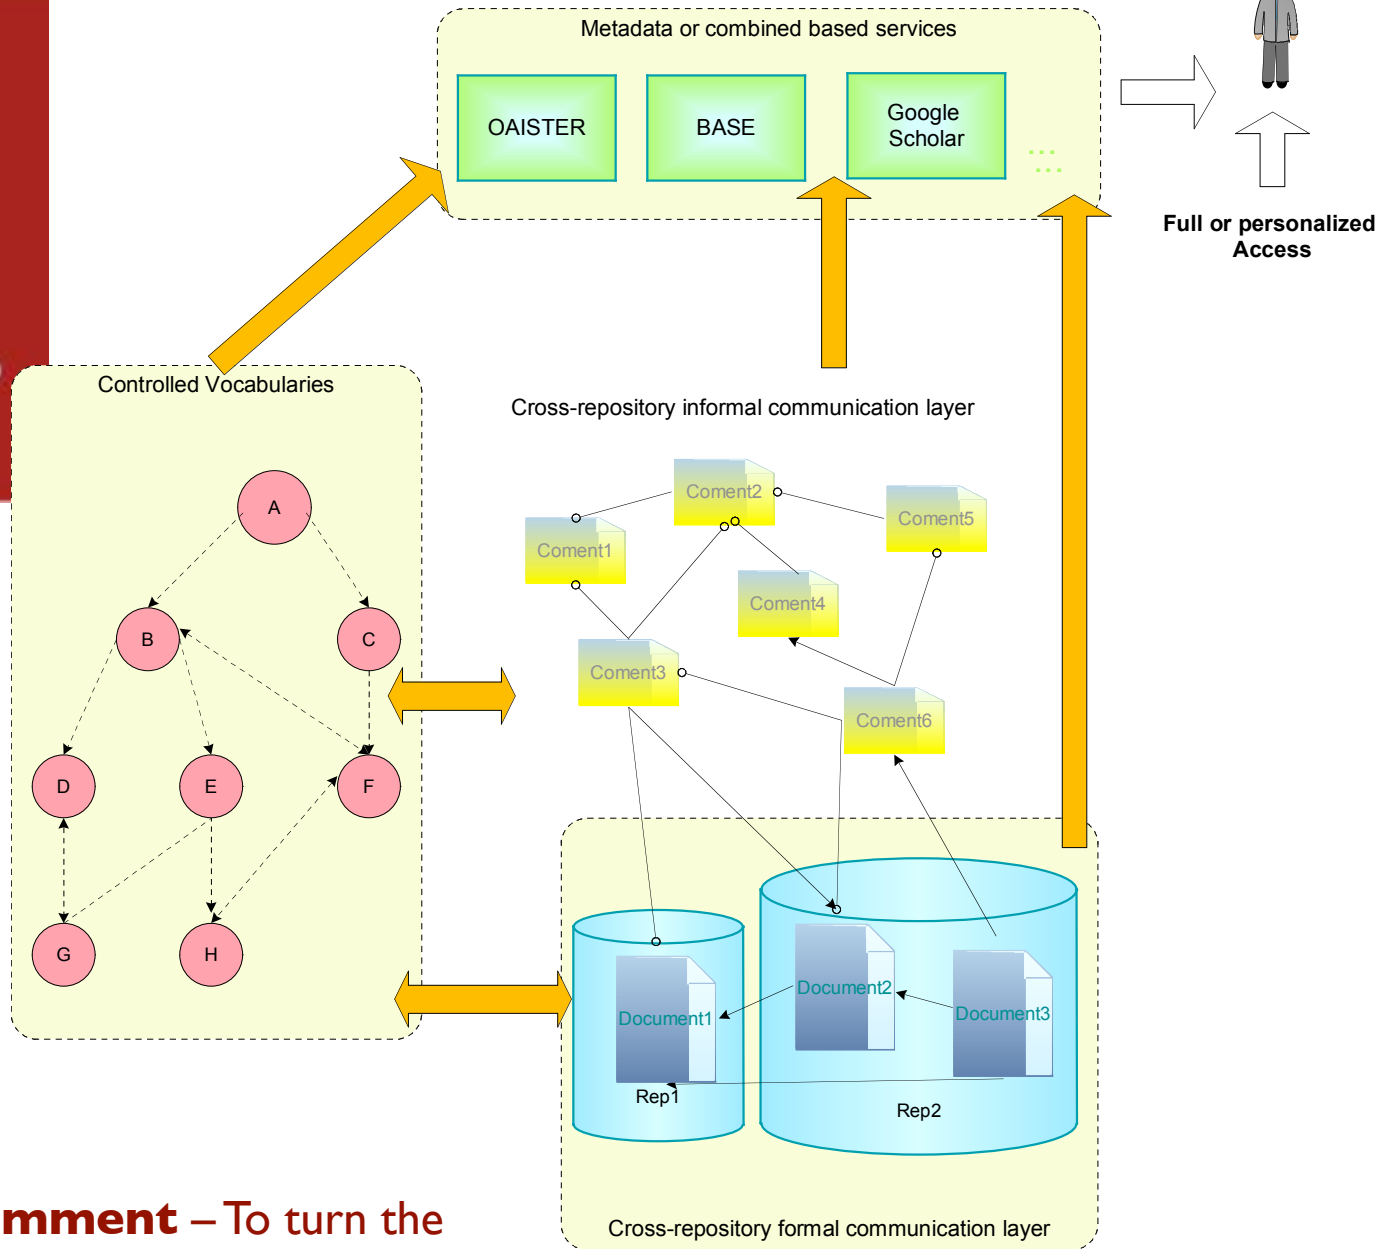 Metadata or combined based services
OAISTER
BASE
Google
Scholar
...
...
Full or personalized
Access
Controlled Vocabularies
Cross-repository informal communication layer
A
B
C
D
E
F
G
H
Coment2
Coment5
Coment1
Coment4
Coment3
Coment6
Document2
Document3
Document1
Rep1
Rep2
mment – To turn the
Cross-repository formal communication layer